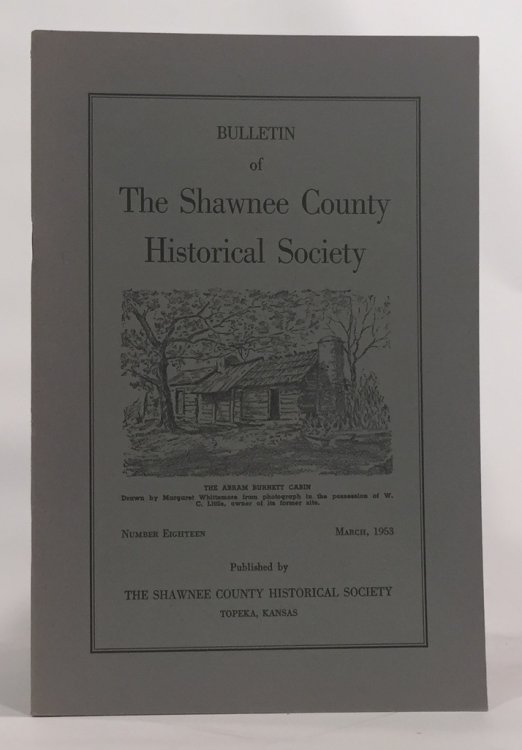 BULLETIN
of
The Shawnee County
Historical Society
THE ABRAM BURNETT CABIN
Drawn by Margaret Whittemore from photograph in the possession of W.
C. Little, owner of its former site.
NUMBER EIGHTEEN
MARCH, 1953
Published by
THE SHAWNEE COUNTY HISTORICAL SOCIETY
TOPEKA, KANSAS